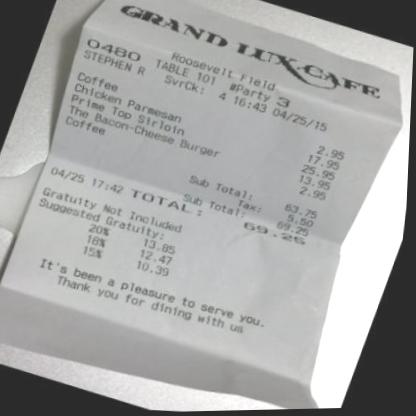 GRAND LUX CAFE
Roosevelt Field
0480 TABLE 101 #Party 3
STEPHEN R SvrCk: 4 16:43 04/25/15
Coffee 2.95
Chicken Parmesan 17.95
Prime Top Sirloin 25.95
The Bacon-Cheese Burger 13.95
Coffee 2.95
Sub Total: 63.75
Tax: 5.50
Sub Total: 69.25
04/25 17:42 TOTAL: 69.25
Gratuity Not Included
Suggested Gratuity:
20% 13.85
18% 12.47
15% 10.39
It's been a pleasure to serve you.
Thank you for dining with us